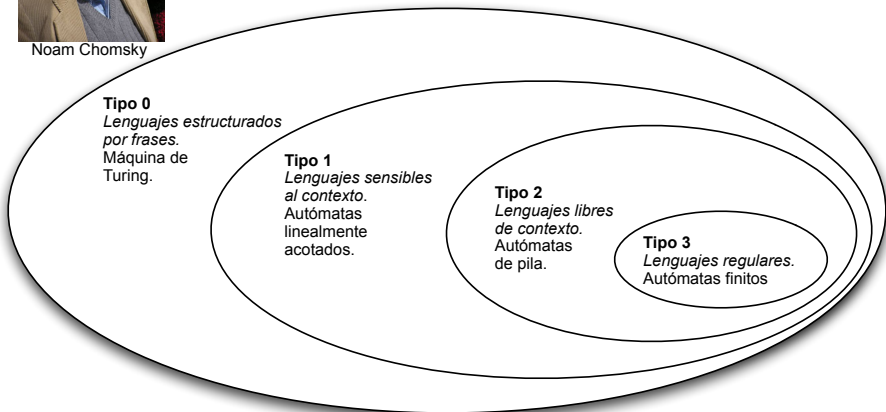 Noam Chomsky
Tipo 0
Lenguajes estructurados
por frases.
Máquina de
Turing.
Tipo 1
Lenguajes sensibles
al contexto.
Autómatas
linealmente
acotados.
Tipo 2
Lenguajes libres
de contexto.
Autómatas
de pila.
Tipo 3
Lenguajes regulares.
Autómatas finitos